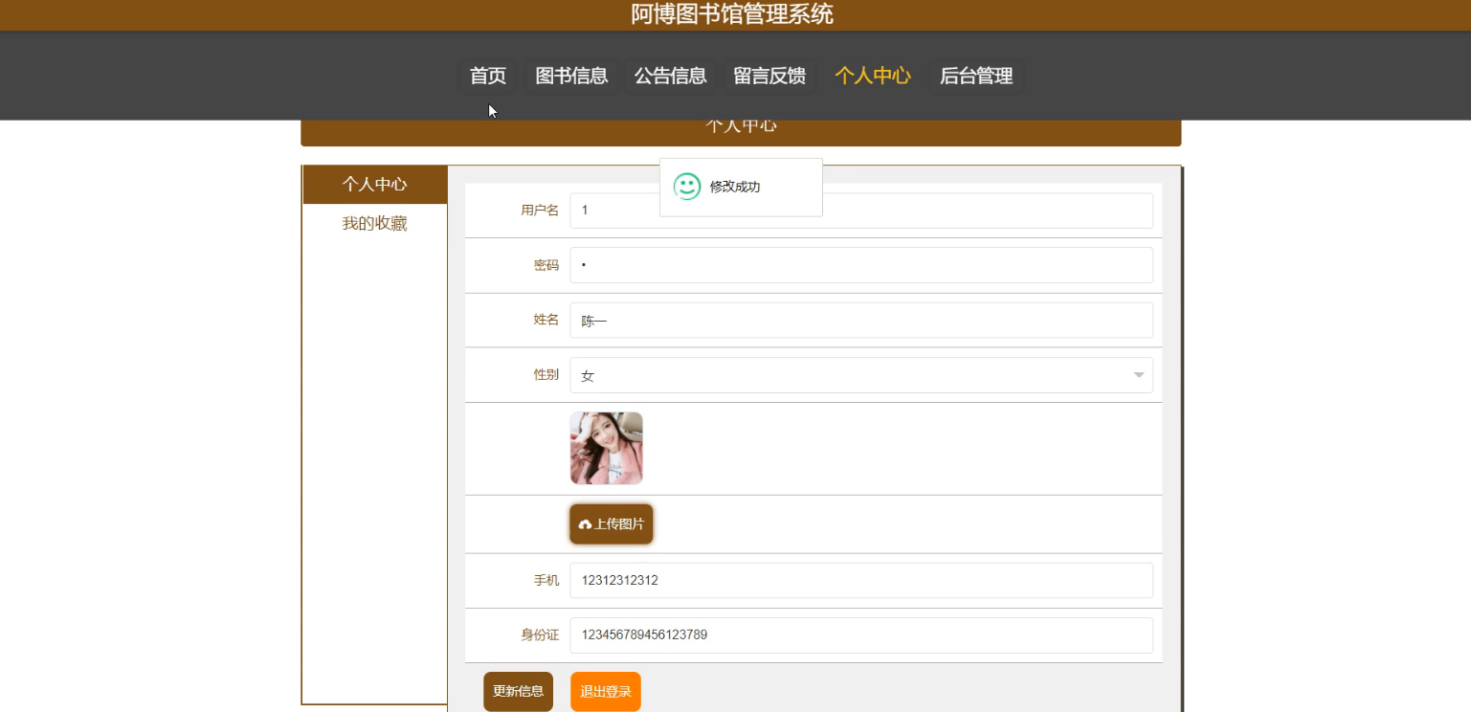 阿博图书馆管理系统
首页 图书信息 公告信息 留言反馈 个人中心 后台管理
个人中心
个人中心
我的收藏
修改成功
用户名 1
密码 •
姓名 陈一
性别 女
上传图片
手机 12312312312
身份证 123456789456123789
更新信息 退出登录